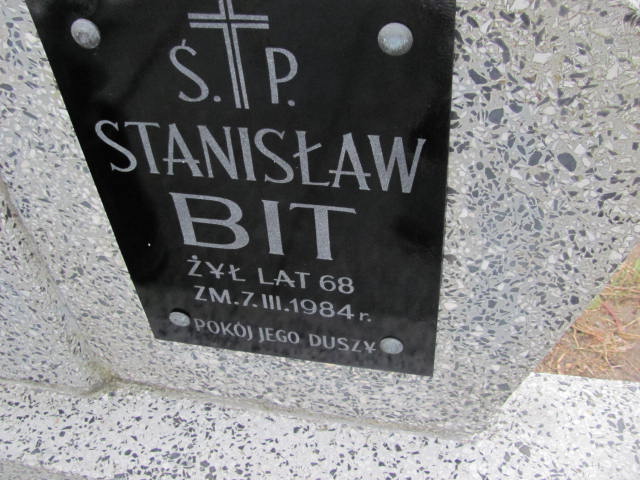 Ś. P.
STANISŁAW
BIT
ŻYŁ LAT 68
ZM. 7. III. 1984 r.
POKÓJ JEGO DUSZY